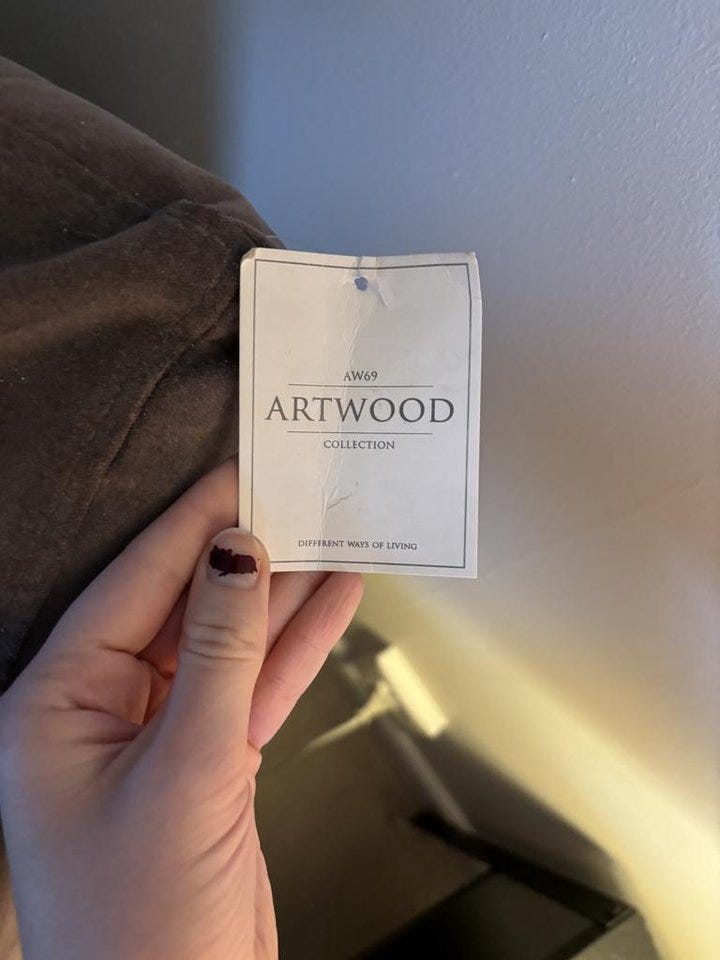 AW69
ARTWOOD
COLLECTION
DIFFERENT WAYS OF LIVING